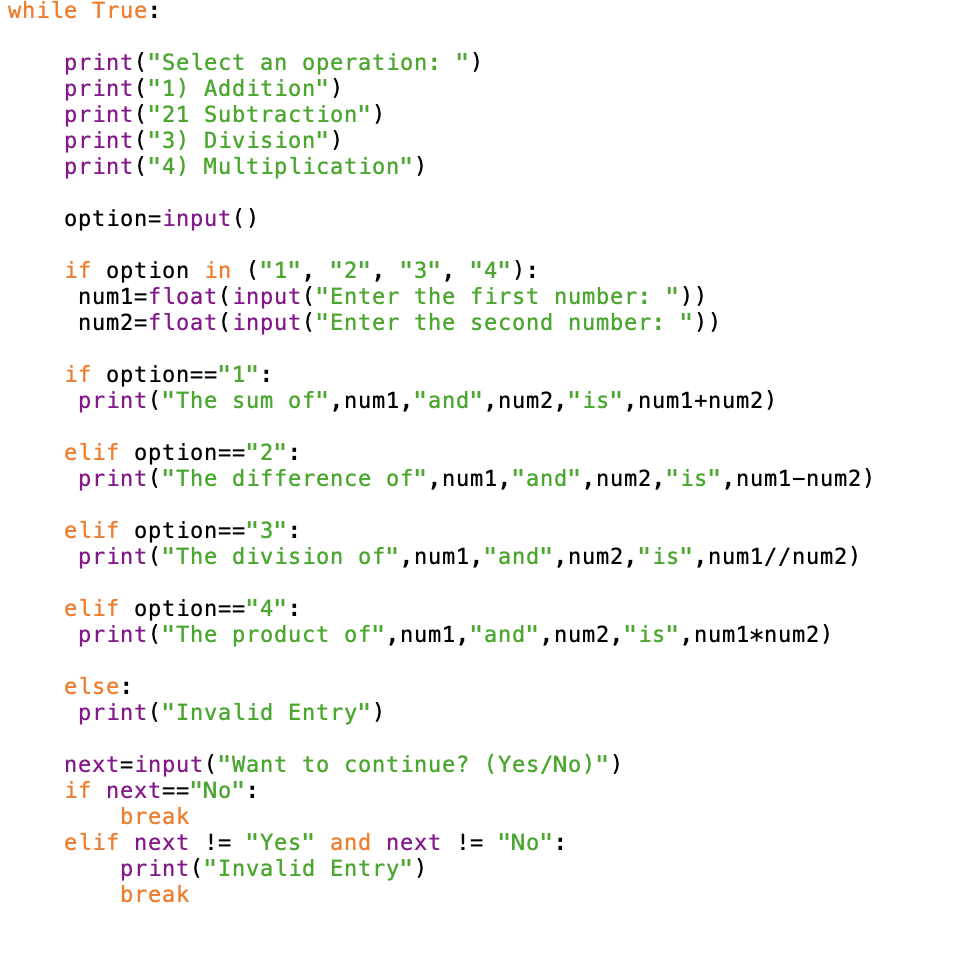 while True:
print("Select an operation: ")
print("1) Addition")
print("21 Subtraction")
print("3) Division")
print("4) Multiplication")
option=input()
if option in ("1", "2", "3", "4"):
num1=float(input("Enter the first number: "))
num2=float(input("Enter the second number: "))
if option=="1":
print("The sum of",num1,"and",num2,"is",num1+num2)
elif option=="2":
print("The difference of",num1,"and",num2,"is",num1-num2)
elif option=="3":
print("The division of",num1,"and",num2,"is",num1//num2)
elif option=="4":
print("The product of",num1,"and",num2,"is",num1*num2)
else:
print("Invalid Entry")
next=input("Want to continue? (Yes/No)")
if next=="No":
break
elif next != "Yes" and next != "No":
print("Invalid Entry")
break